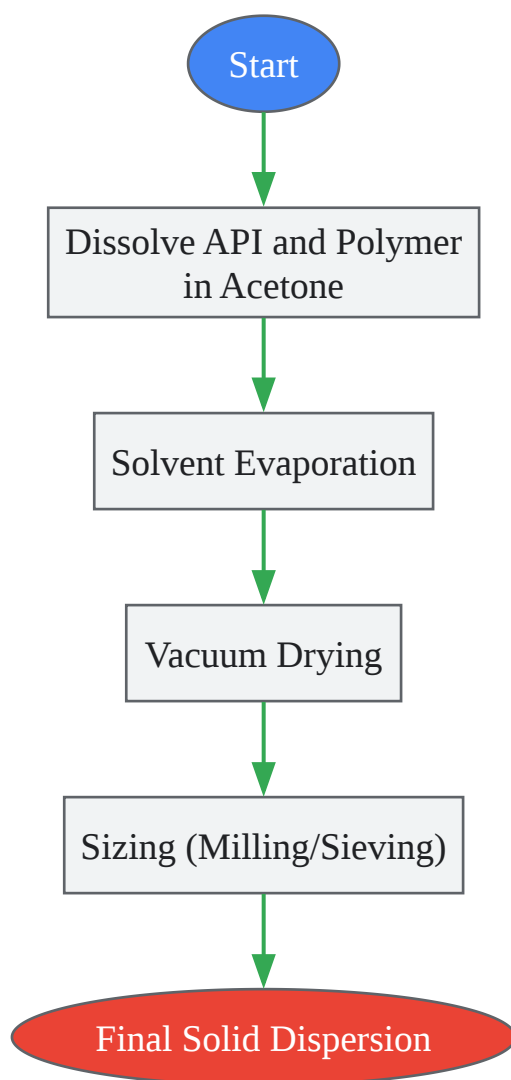 Start
Dissolve API and Polymer
in Acetone
Solvent Evaporation
Vacuum Drying
Sizing (Milling/Sieving)
Final Solid Dispersion